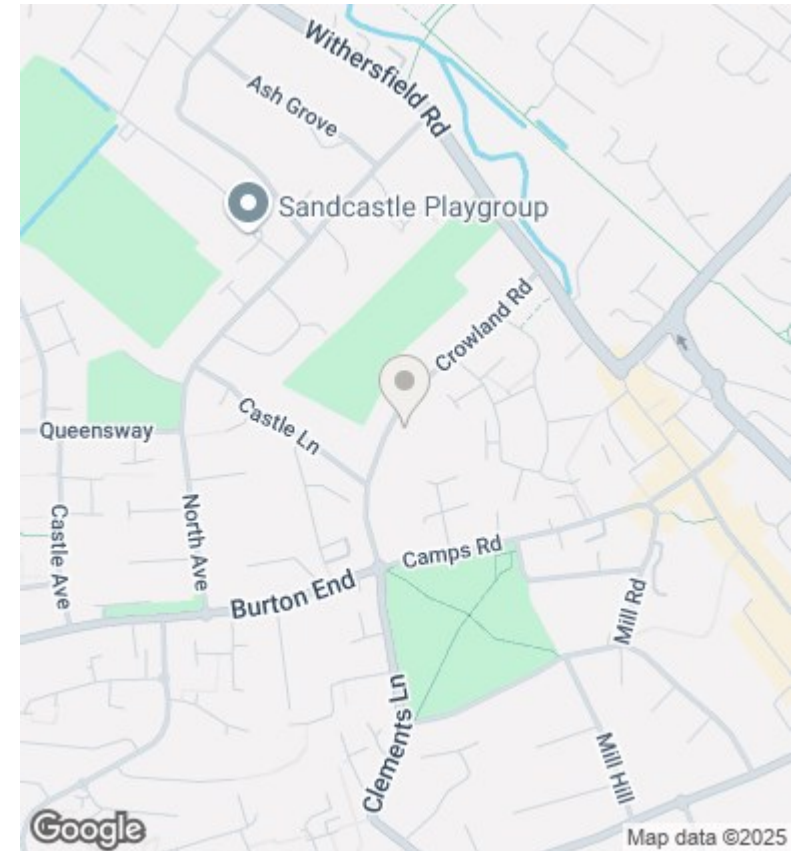 Withersfield Rd
Ash Grove
Sandcastle Playgroup
Crowland Rd
Castle Ln
Queensway
North Ave
Castle Ave
Camps Rd
Burton End
Mill Rd
Clements Ln
Mill Hill
Google
Map data ©2025